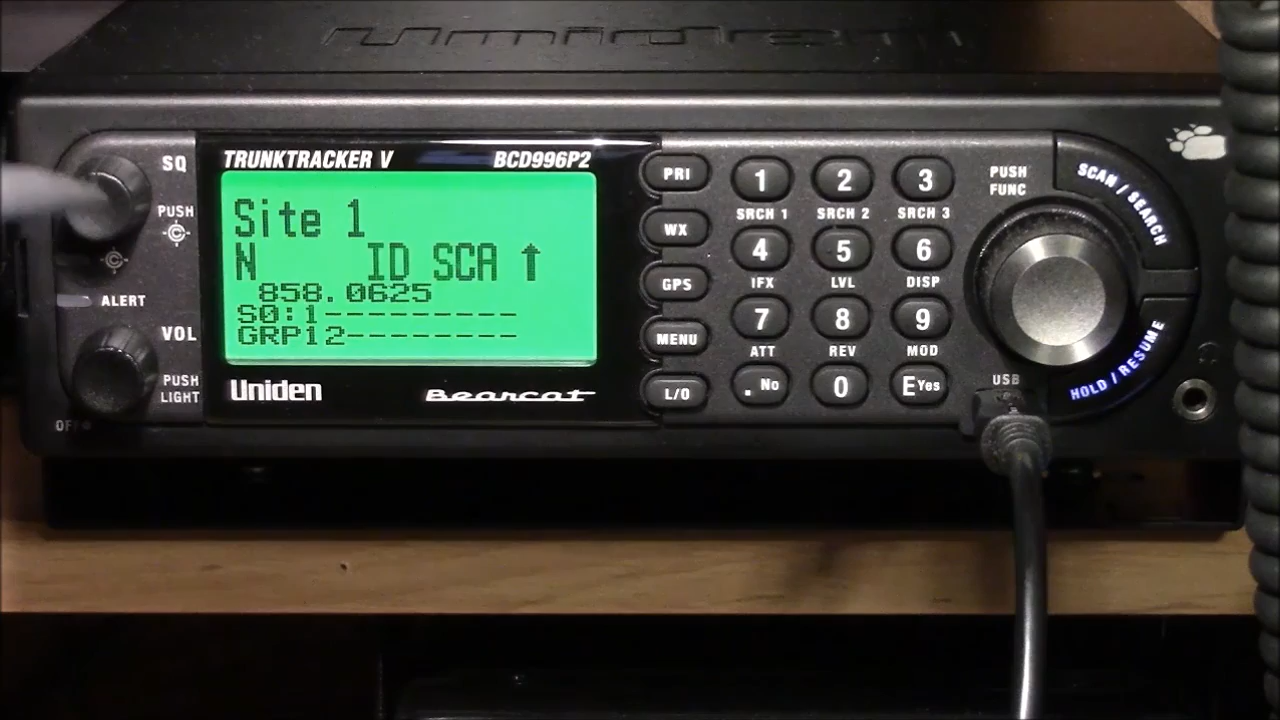 Uniden
TRUNKTRACKER V
BCD996P2
SQ
PUSH
ALERT
VOL
PUSH
LIGHT
OFF
Site 1
N ID SCA ↑
858.0625
S0:1---------
GRP12--------
Uniden
Bearcat
PRI
WX
GPS
MENU
L/O
1
2
3
SRCH 1
SRCH 2
SRCH 3
4
5
6
IFX
LVL
DISP
7
8
9
ATT
REV
MOD
. No
0
E Yes
PUSH
FUNC
SCAN / SEARCH
HOLD / RESUME
USB